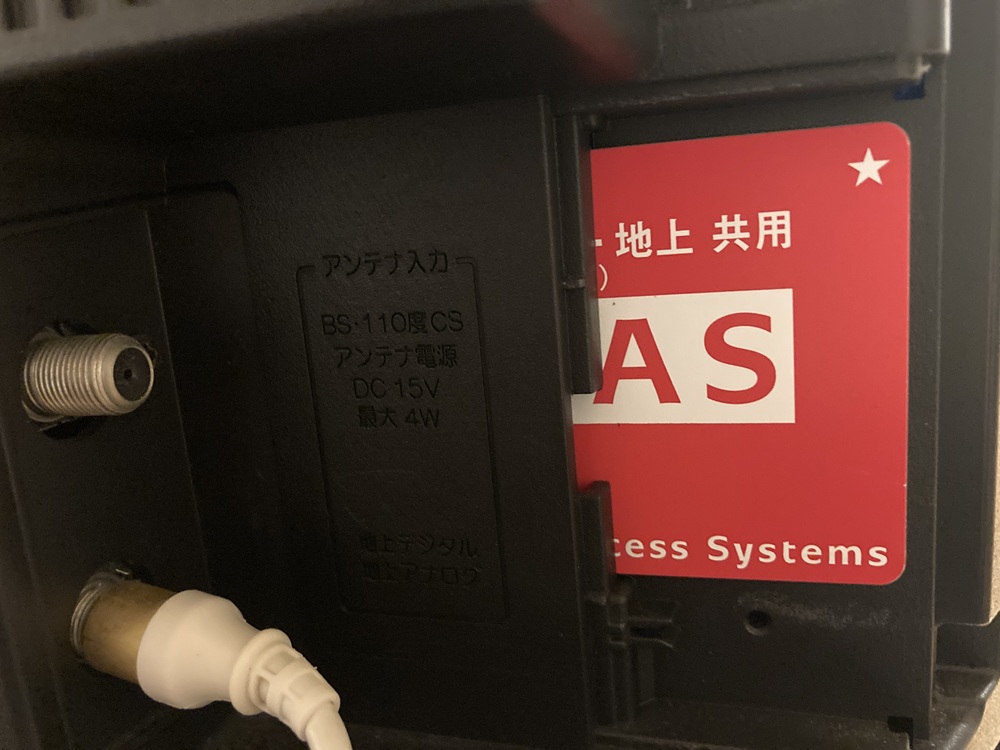 アンテナ入力
BS・110度CS
アンテナ電源
DC 15V
最大 4W
地上デジタル
地上アナログ
地上 共用
)
AS
cess Systems